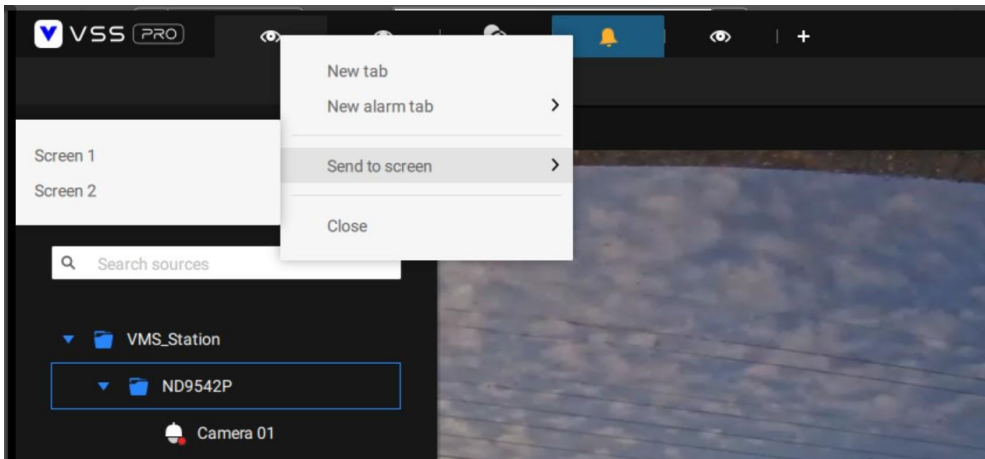 VSS PRO
+
New tab
New alarm tab
Send to screen
Close
Screen 1
Screen 2
Search sources
VMS_Station
ND9542P
Camera 01